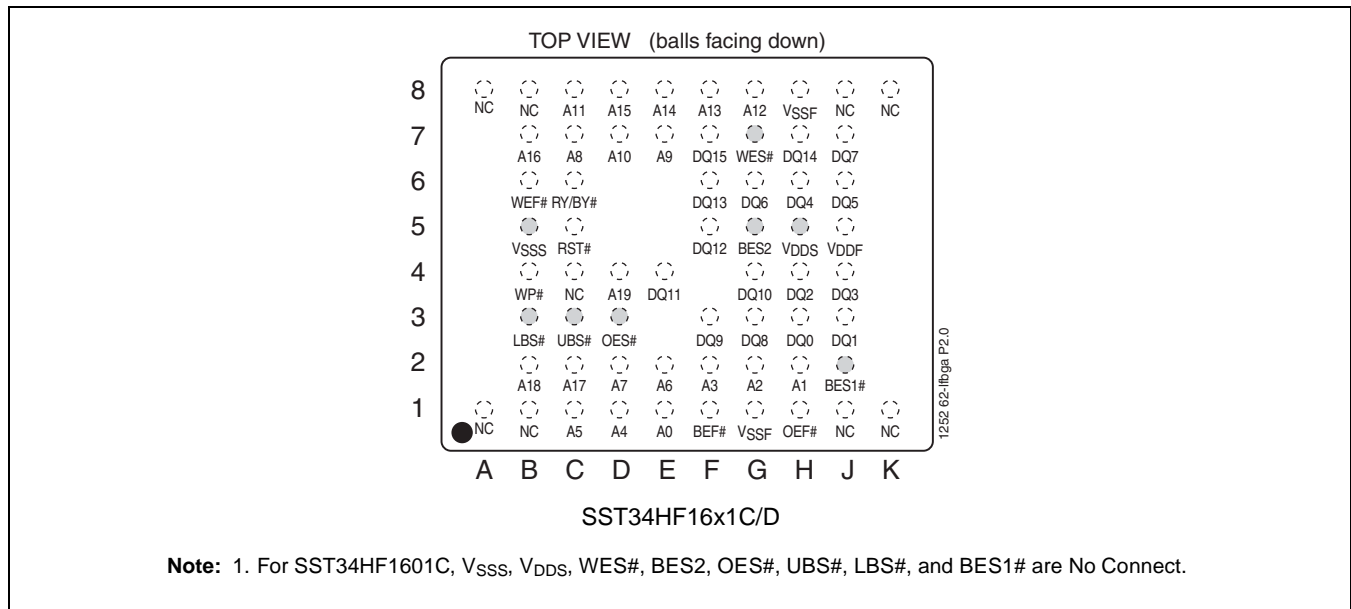 TOP VIEW (balls facing down)
8
NC NC A11 A15 A14 A13 A12 VSSF NC NC
7
A16 A8 A10 A9 DQ15 WES# DQ14 DQ7
6
WEF# RY/BY# DQ13 DQ6 DQ4 DQ5
5
VSSS RST# DQ12 BES2 VDDS VDDF
4
WP# NC A19 DQ11 DQ10 DQ2 DQ3
3
LBS# UBS# OES# DQ9 DQ8 DQ0 DQ1
2
A18 A17 A7 A6 A3 A2 A1 BES1#
1
NC NC A5 A4 A0 BEF# VSSF OEF# NC NC
A B C D E F G H J K
1252 62-lfbga P2.0
SST34HF16x1C/D
Note: 1. For SST34HF1601C, VSSS, VDDS, WES#, BES2, OES#, UBS#, LBS#, and BES1# are No Connect.